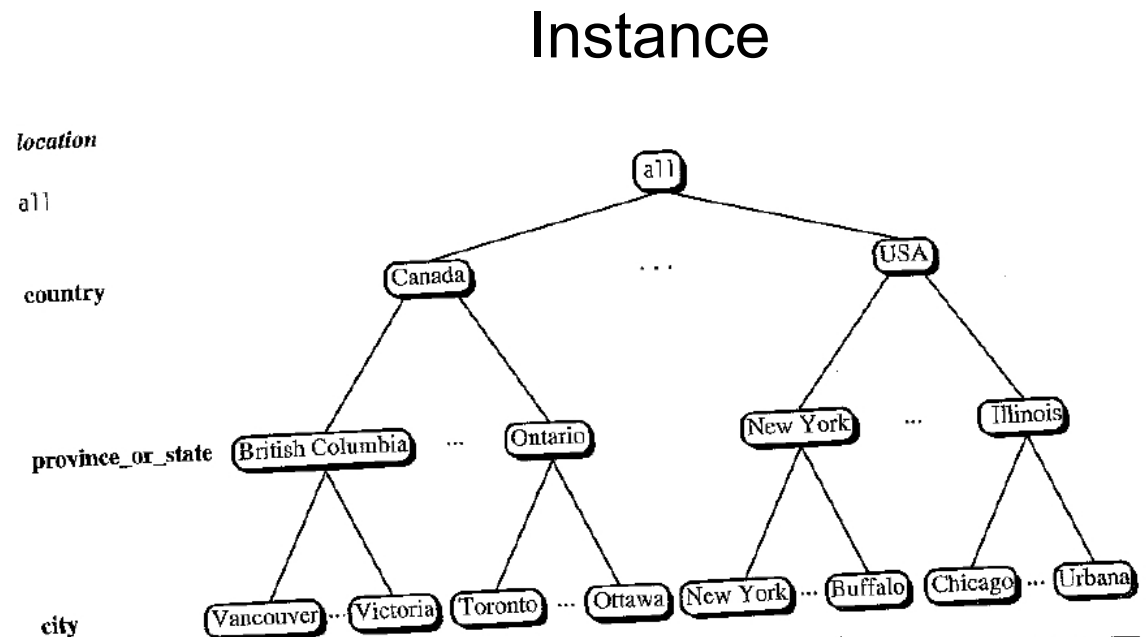 Instance
location
all
all
Canada ... USA
country
British Columbia ... Ontario New York ... Illinois
province_or_state
Vancouver ... Victoria Toronto ... Ottawa New York ... Buffalo Chicago ... Urbana
city